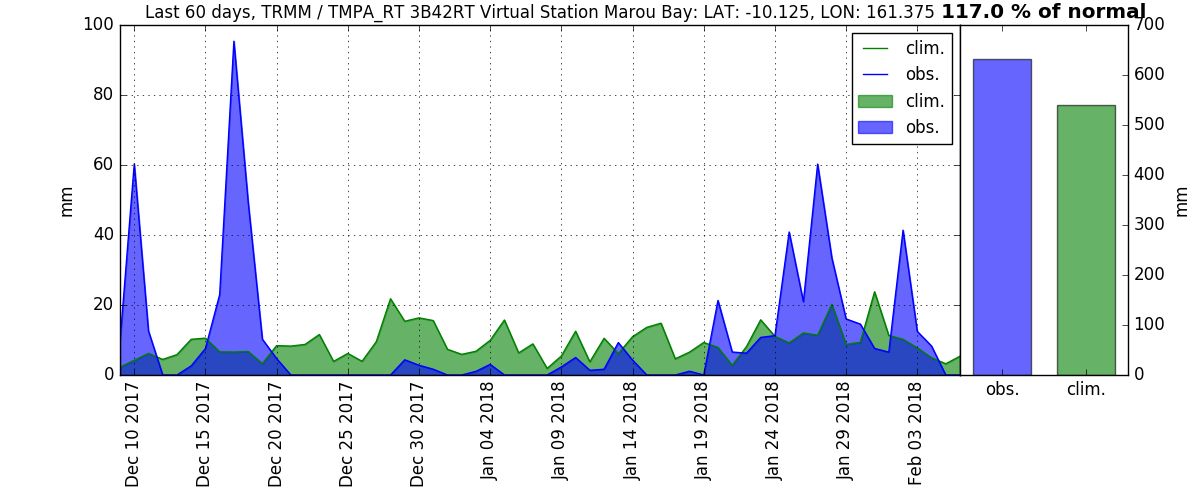 Last 60 days, TRMM / TMPA_RT 3B42RT Virtual Station Marou Bay: LAT: -10.125, LON: 161.375 117.0 % of normal
100
80
60
40
20
0
mm
clim.
obs.
clim.
obs.
Dec 10 2017
Dec 15 2017
Dec 20 2017
Dec 25 2017
Dec 30 2017
Jan 04 2018
Jan 09 2018
Jan 14 2018
Jan 19 2018
Jan 24 2018
Jan 29 2018
Feb 03 2018
700
600
500
400
300
200
100
0
mm
obs.
clim.